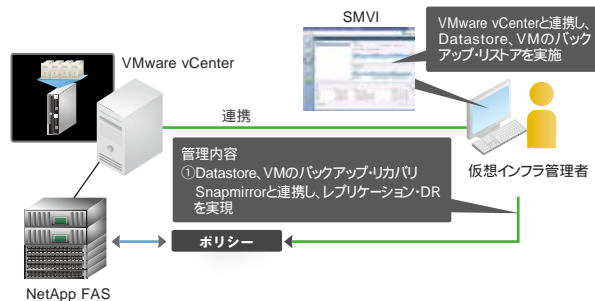 SMVI
VMware vCenterと連携し、
Datastore、VMのバック
アップ・リストアを実施
VMware vCenter
連携
管理内容
①Datastore、VMのバックアップ・リカバリ
Snapmirrorと連携し、レプリケーション・DR
を実現
仮想インフラ管理者
ポリシー
NetApp FAS